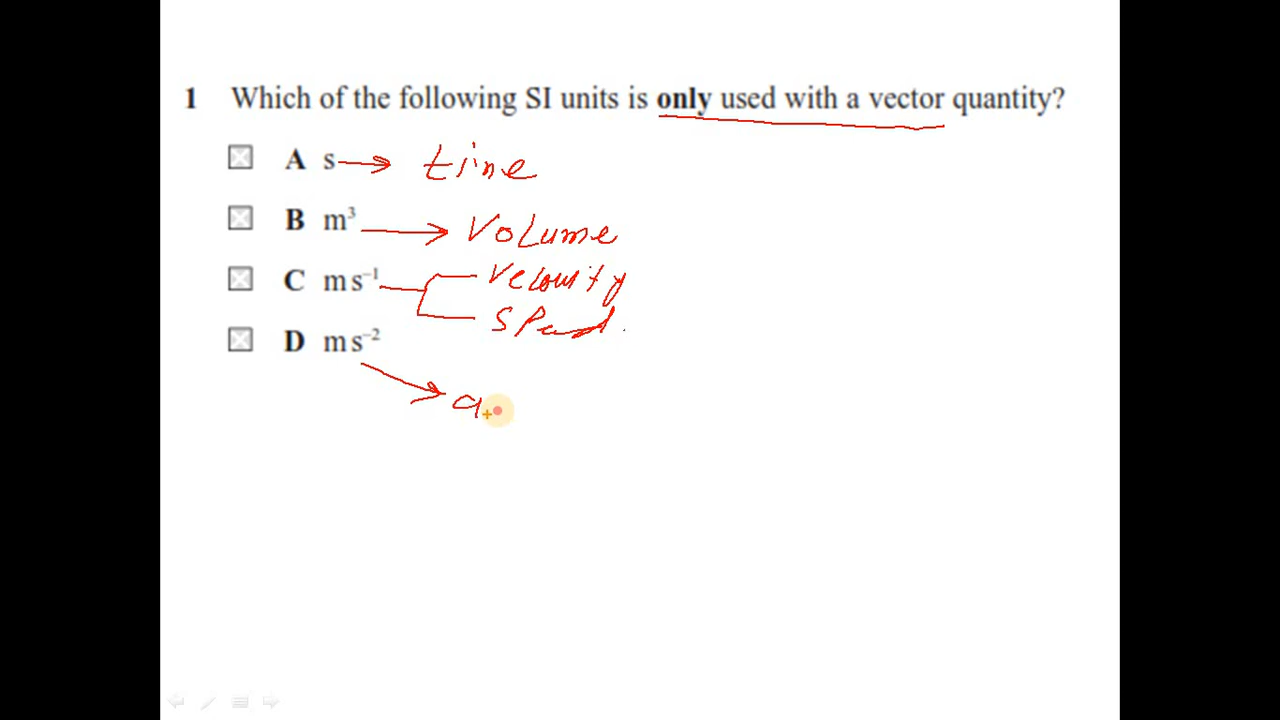 1 Which of the following SI units is only used with a vector quantity?
A s → time
B m³ → Volume
C m s⁻¹ Velocity
Speed.
D m s⁻²
a